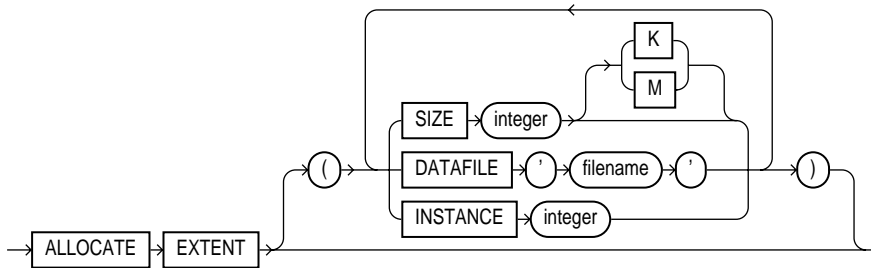 K
M
SIZE integer
( DATAFILE ’ filename ’ )
INSTANCE integer
ALLOCATE EXTENT